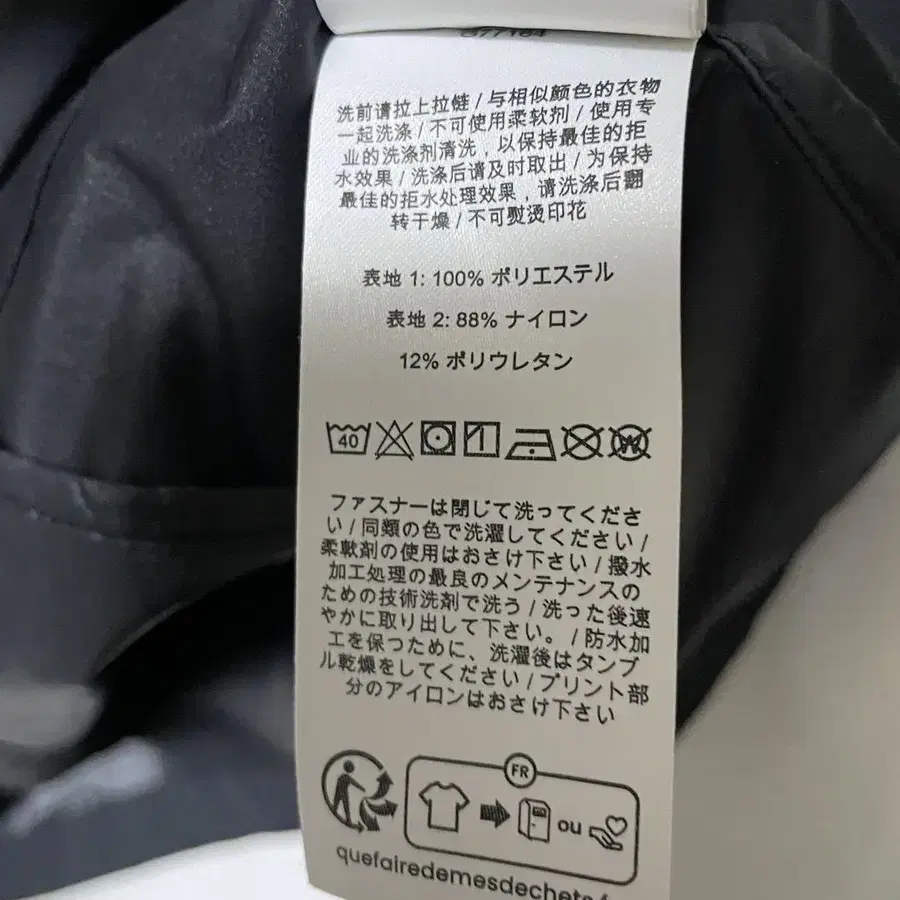 洗前请拉上拉链 / 与相似颜色的衣物
一起洗涤 / 不可使用柔软剂 / 使用专
业的洗涤剂清洗，以保持最佳的拒
水效果 / 洗涤后请及时取出 / 为保持
最佳的拒水处理效果，请洗涤后翻
转干燥 / 不可熨烫印花
表地 1: 100% ポリエステル
表地 2: 88% ナイロン
12% ポリウレタン
40
W
ファスナーは閉じて洗ってくださ
い / 同類の色で洗濯してください /
柔軟剤の使用はおさけ下さい / 撥水
加工処理の最良のメンテナンスの
ための技術洗剤で洗う / 洗った後速
やかに取り出して下さい。 / 防水加
工を保つために、洗濯後はタンブ
ル乾燥をしてください / プリント部
分のアイロンはおさけ下さい
FR
ou
quefairedemesdechets.f